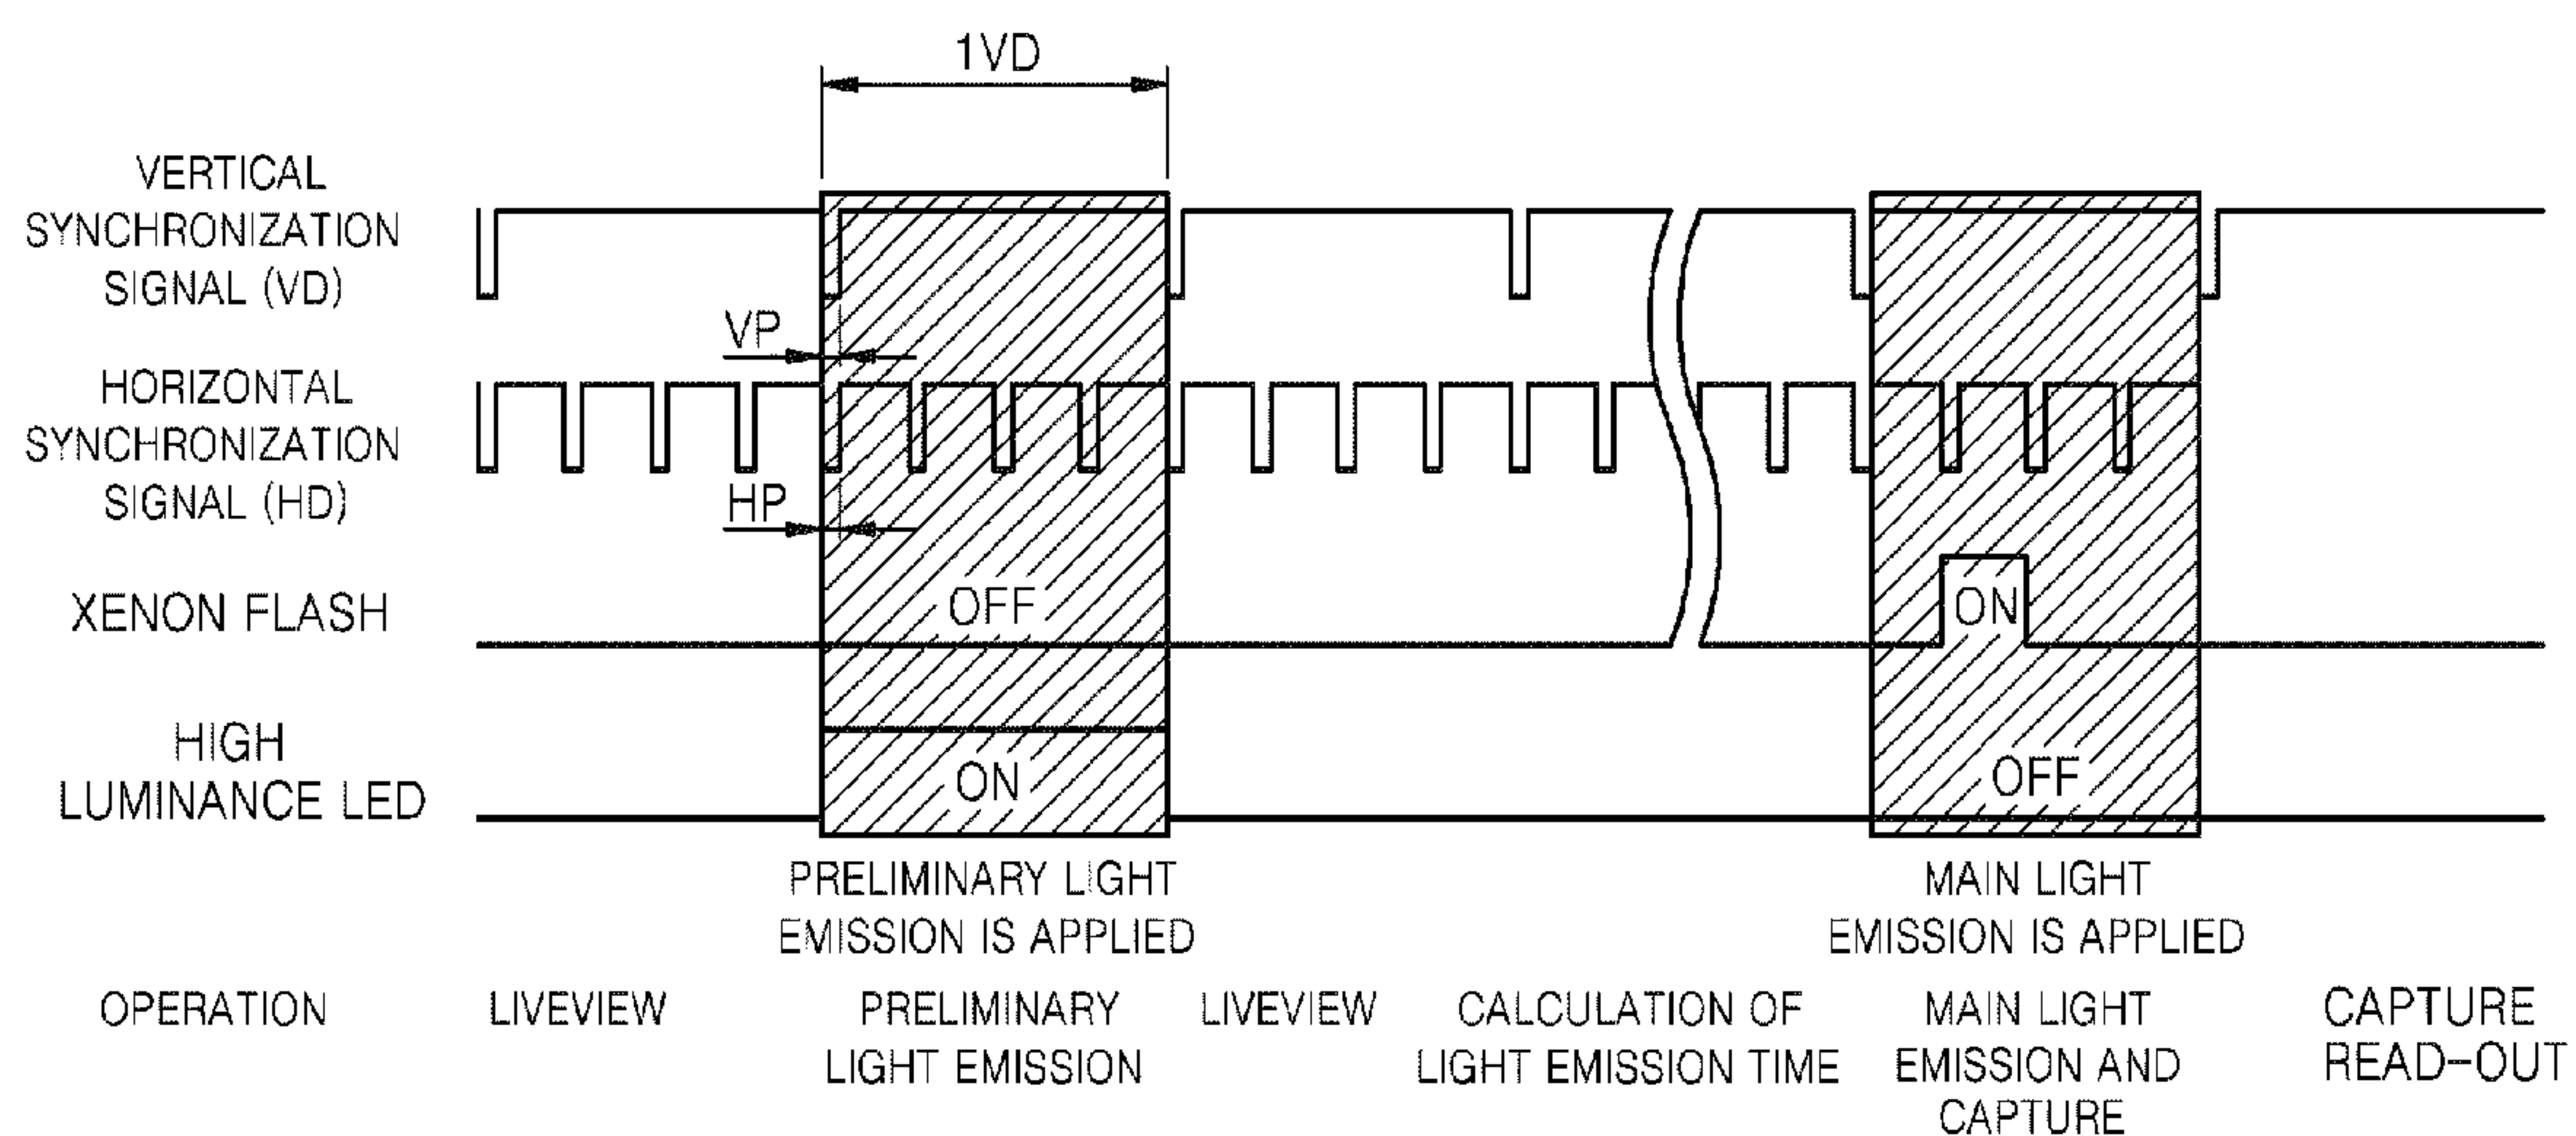 1VD
VERTICAL
SYNCHRONIZATION
SIGNAL (VD)
VP
HORIZONTAL
SYNCHRONIZATION
SIGNAL (HD)
HP
XENON FLASH
OFF
ON
HIGH
LUMINANCE LED
ON
OFF
PRELIMINARY LIGHT
EMISSION IS APPLIED
MAIN LIGHT
EMISSION IS APPLIED
OPERATION
LIVEVIEW
PRELIMINARY
LIGHT EMISSION
LIVEVIEW
CALCULATION OF
LIGHT EMISSION TIME
MAIN LIGHT
EMISSION AND
CAPTURE
CAPTURE
READ-OUT